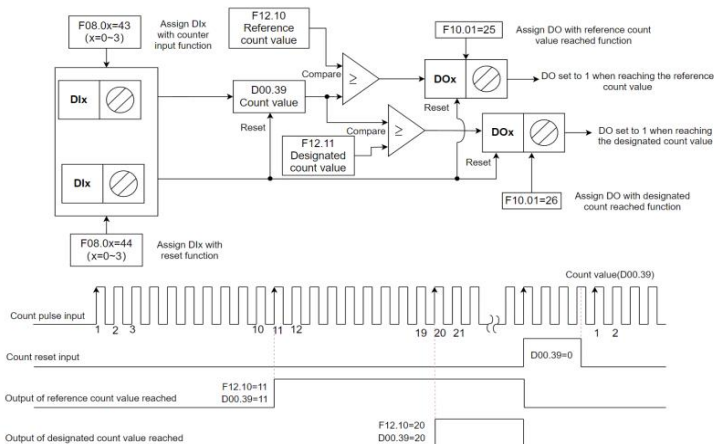 F08.0x=43
(x=0~3)
Assign DIx
with counter
input function
F12.10
Reference
count value
F10.01=25
Assign DO with reference count
value reached function
Compare
≥
DIx
D00.39
Count value
DOx
DO set to 1 when reaching the reference
count value
Reset
Reset
Compare
≥
F12.11
Designated
count value
DOx
DO set to 1 when reaching
the designated count value
Reset
DIx
F10.01=26
Assign DO with designated
count reached function
F08.0x=44
(x=0~3)
Assign DIx with
reset function
Count value(D00.39)
Count pulse input
1 2 3 10 11 12 19 20 21 1 2
Count reset input
D00.39=0
F12.10=11
Output of reference count value reached
D00.39=11
F12.10=20
Output of designated count value reached
D00.39=20